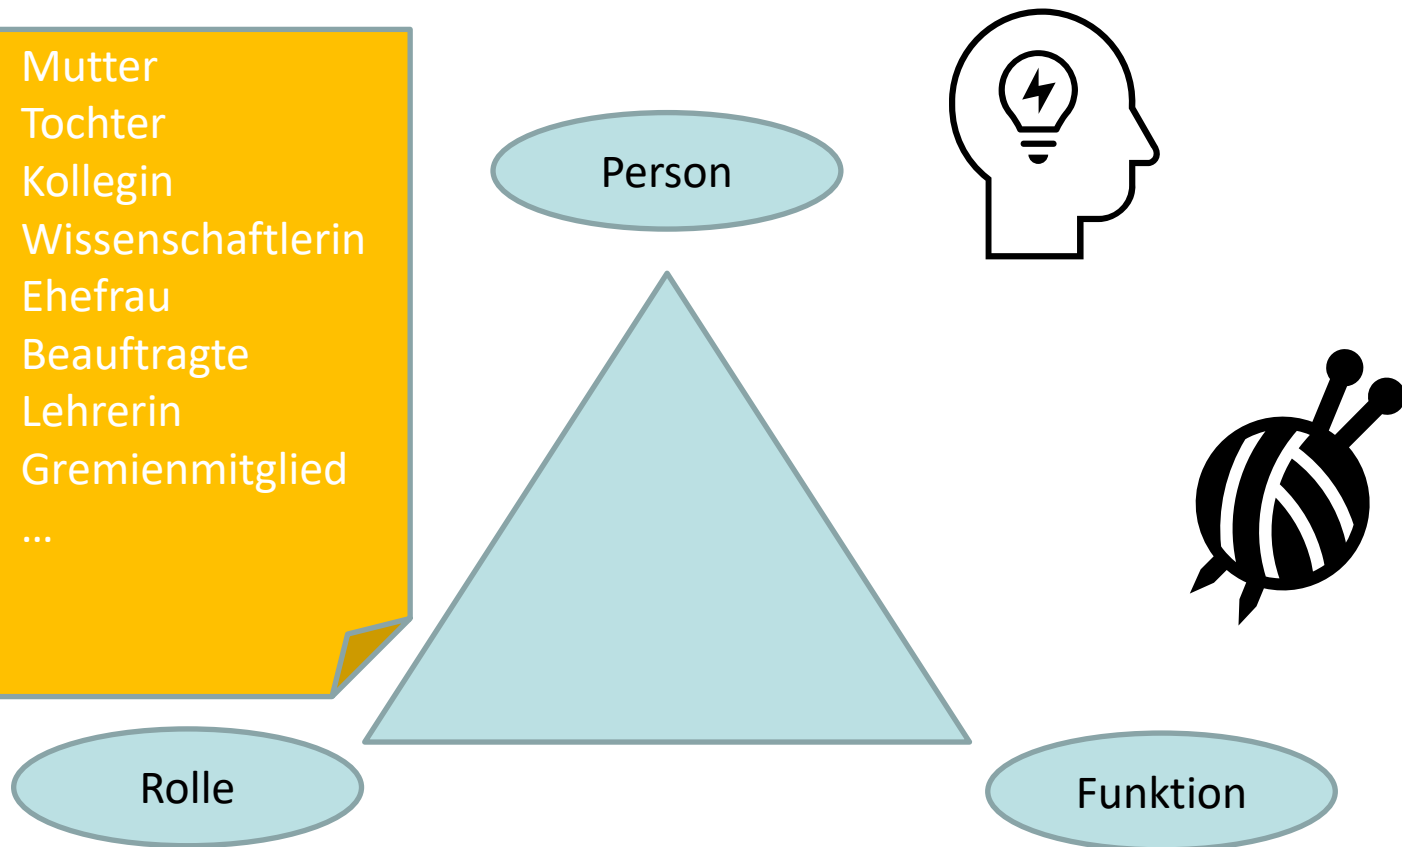 Mutter
Tochter
Kollegin
Wissenschaftlerin
Ehefrau
Beauftragte
Lehrerin
Gremienmitglied
...
Person
Rolle
Funktion